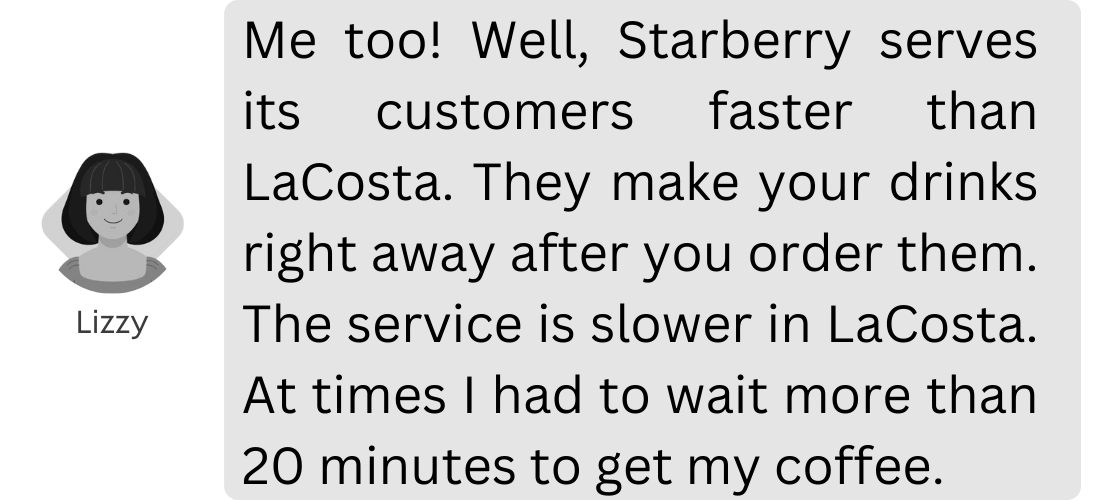 Me too! Well, Starberry serves
its customers faster than
LaCosta. They make your drinks
right away after you order them.
The service is slower in LaCosta.
At times I had to wait more than
20 minutes to get my coffee.
Lizzy